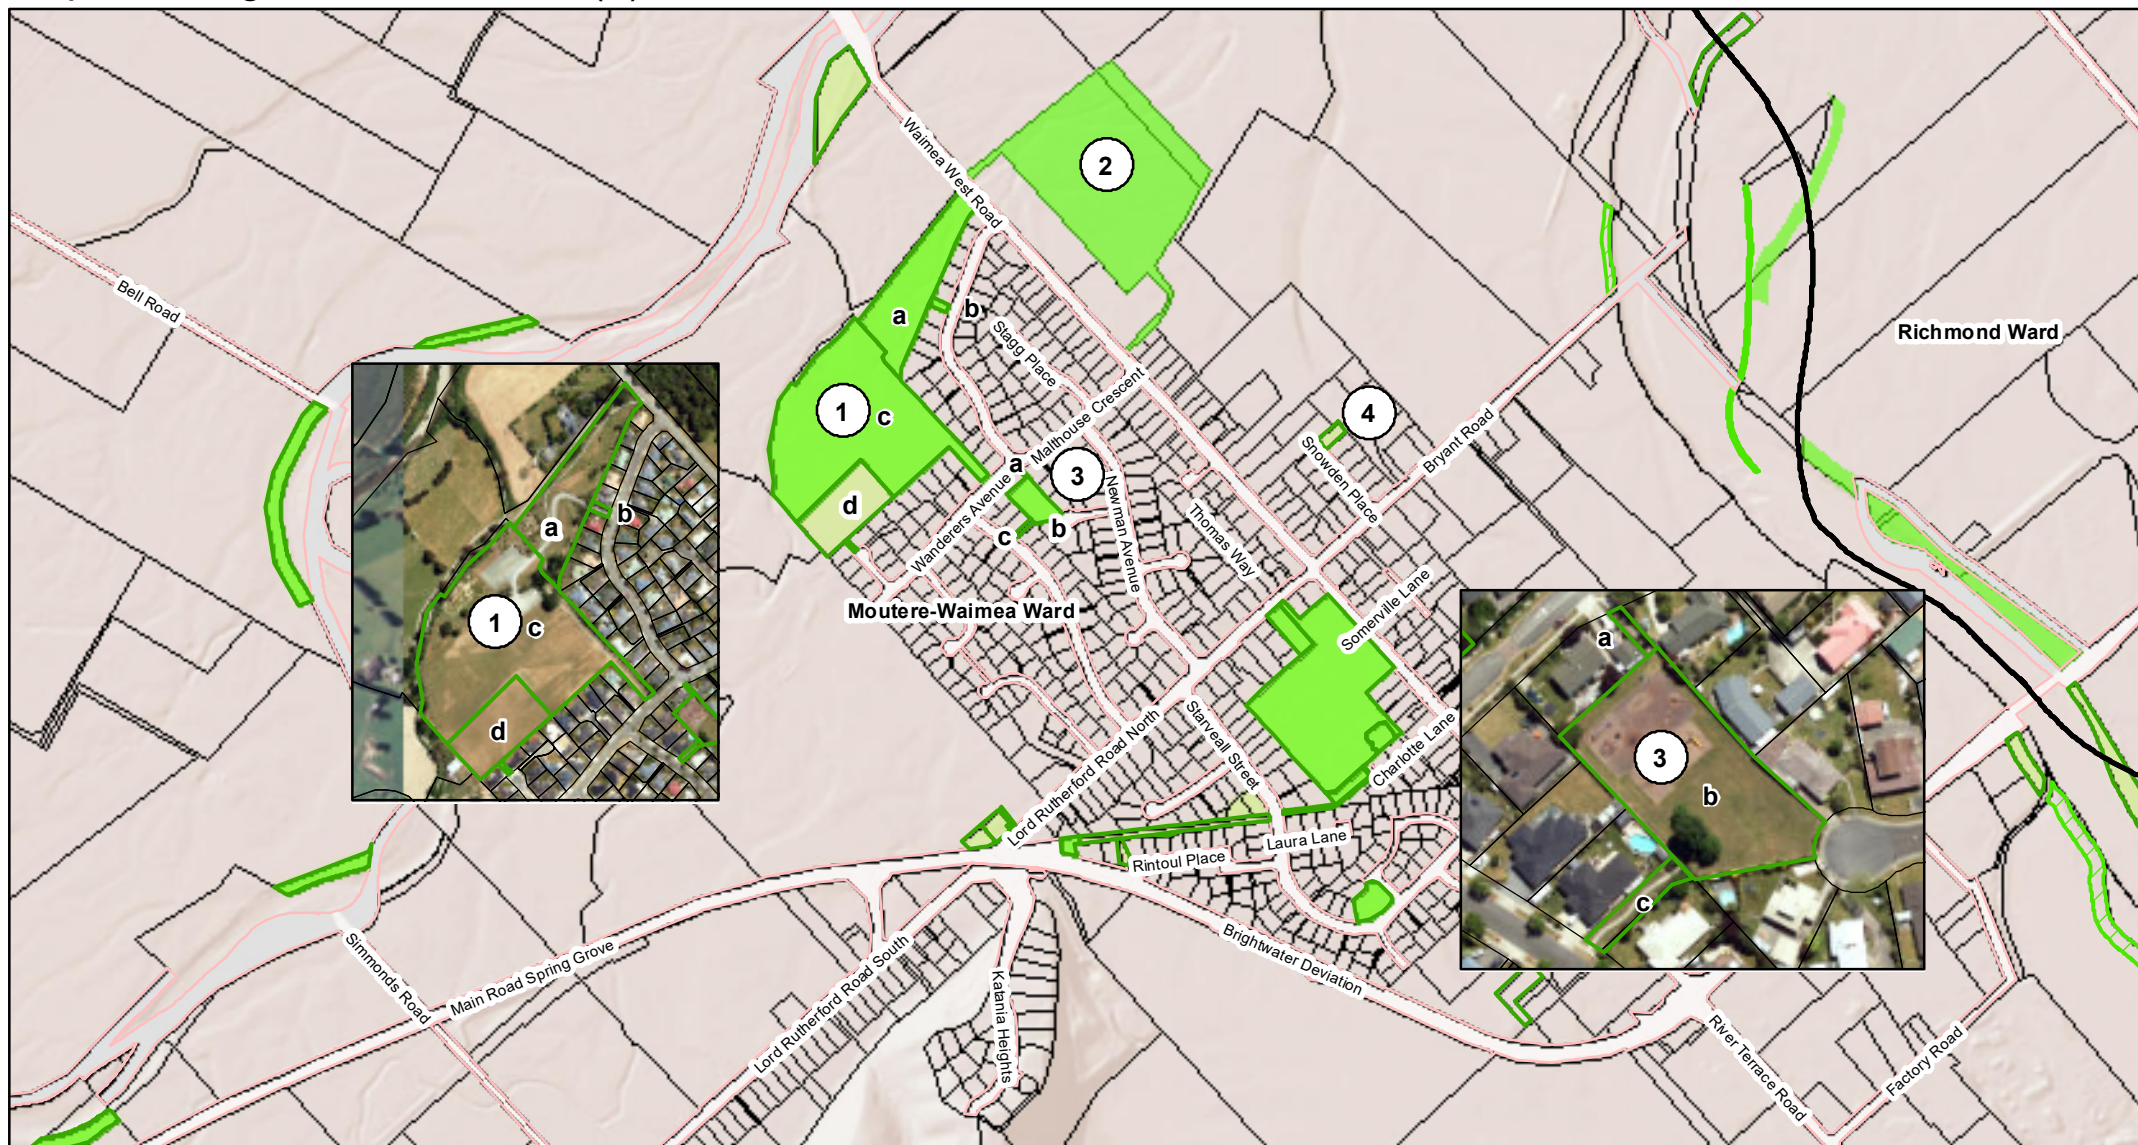 Waimea West Road
2
Bell Road
a
b
Stagg Place
Richmond Ward
1
c
Malthouse Crescent
4
a
3
Snowden Place
Bryant Road
d
Wanderers Avenue
Newman Avenue
b
c
Thomas Way
Moutere-Waimea Ward
Somerville Lane
a
b
1
c
d
Lord Rutherford Road North
Starveall Street
Charlotte Lane
a
3
b
c
Rintoul Place
Laura Lane
Simmonds Road
Main Road Spring Grove
Lord Rutherford Road South
Katania Heights
Brightwater Deviation
River Terrace Road
Factory Road